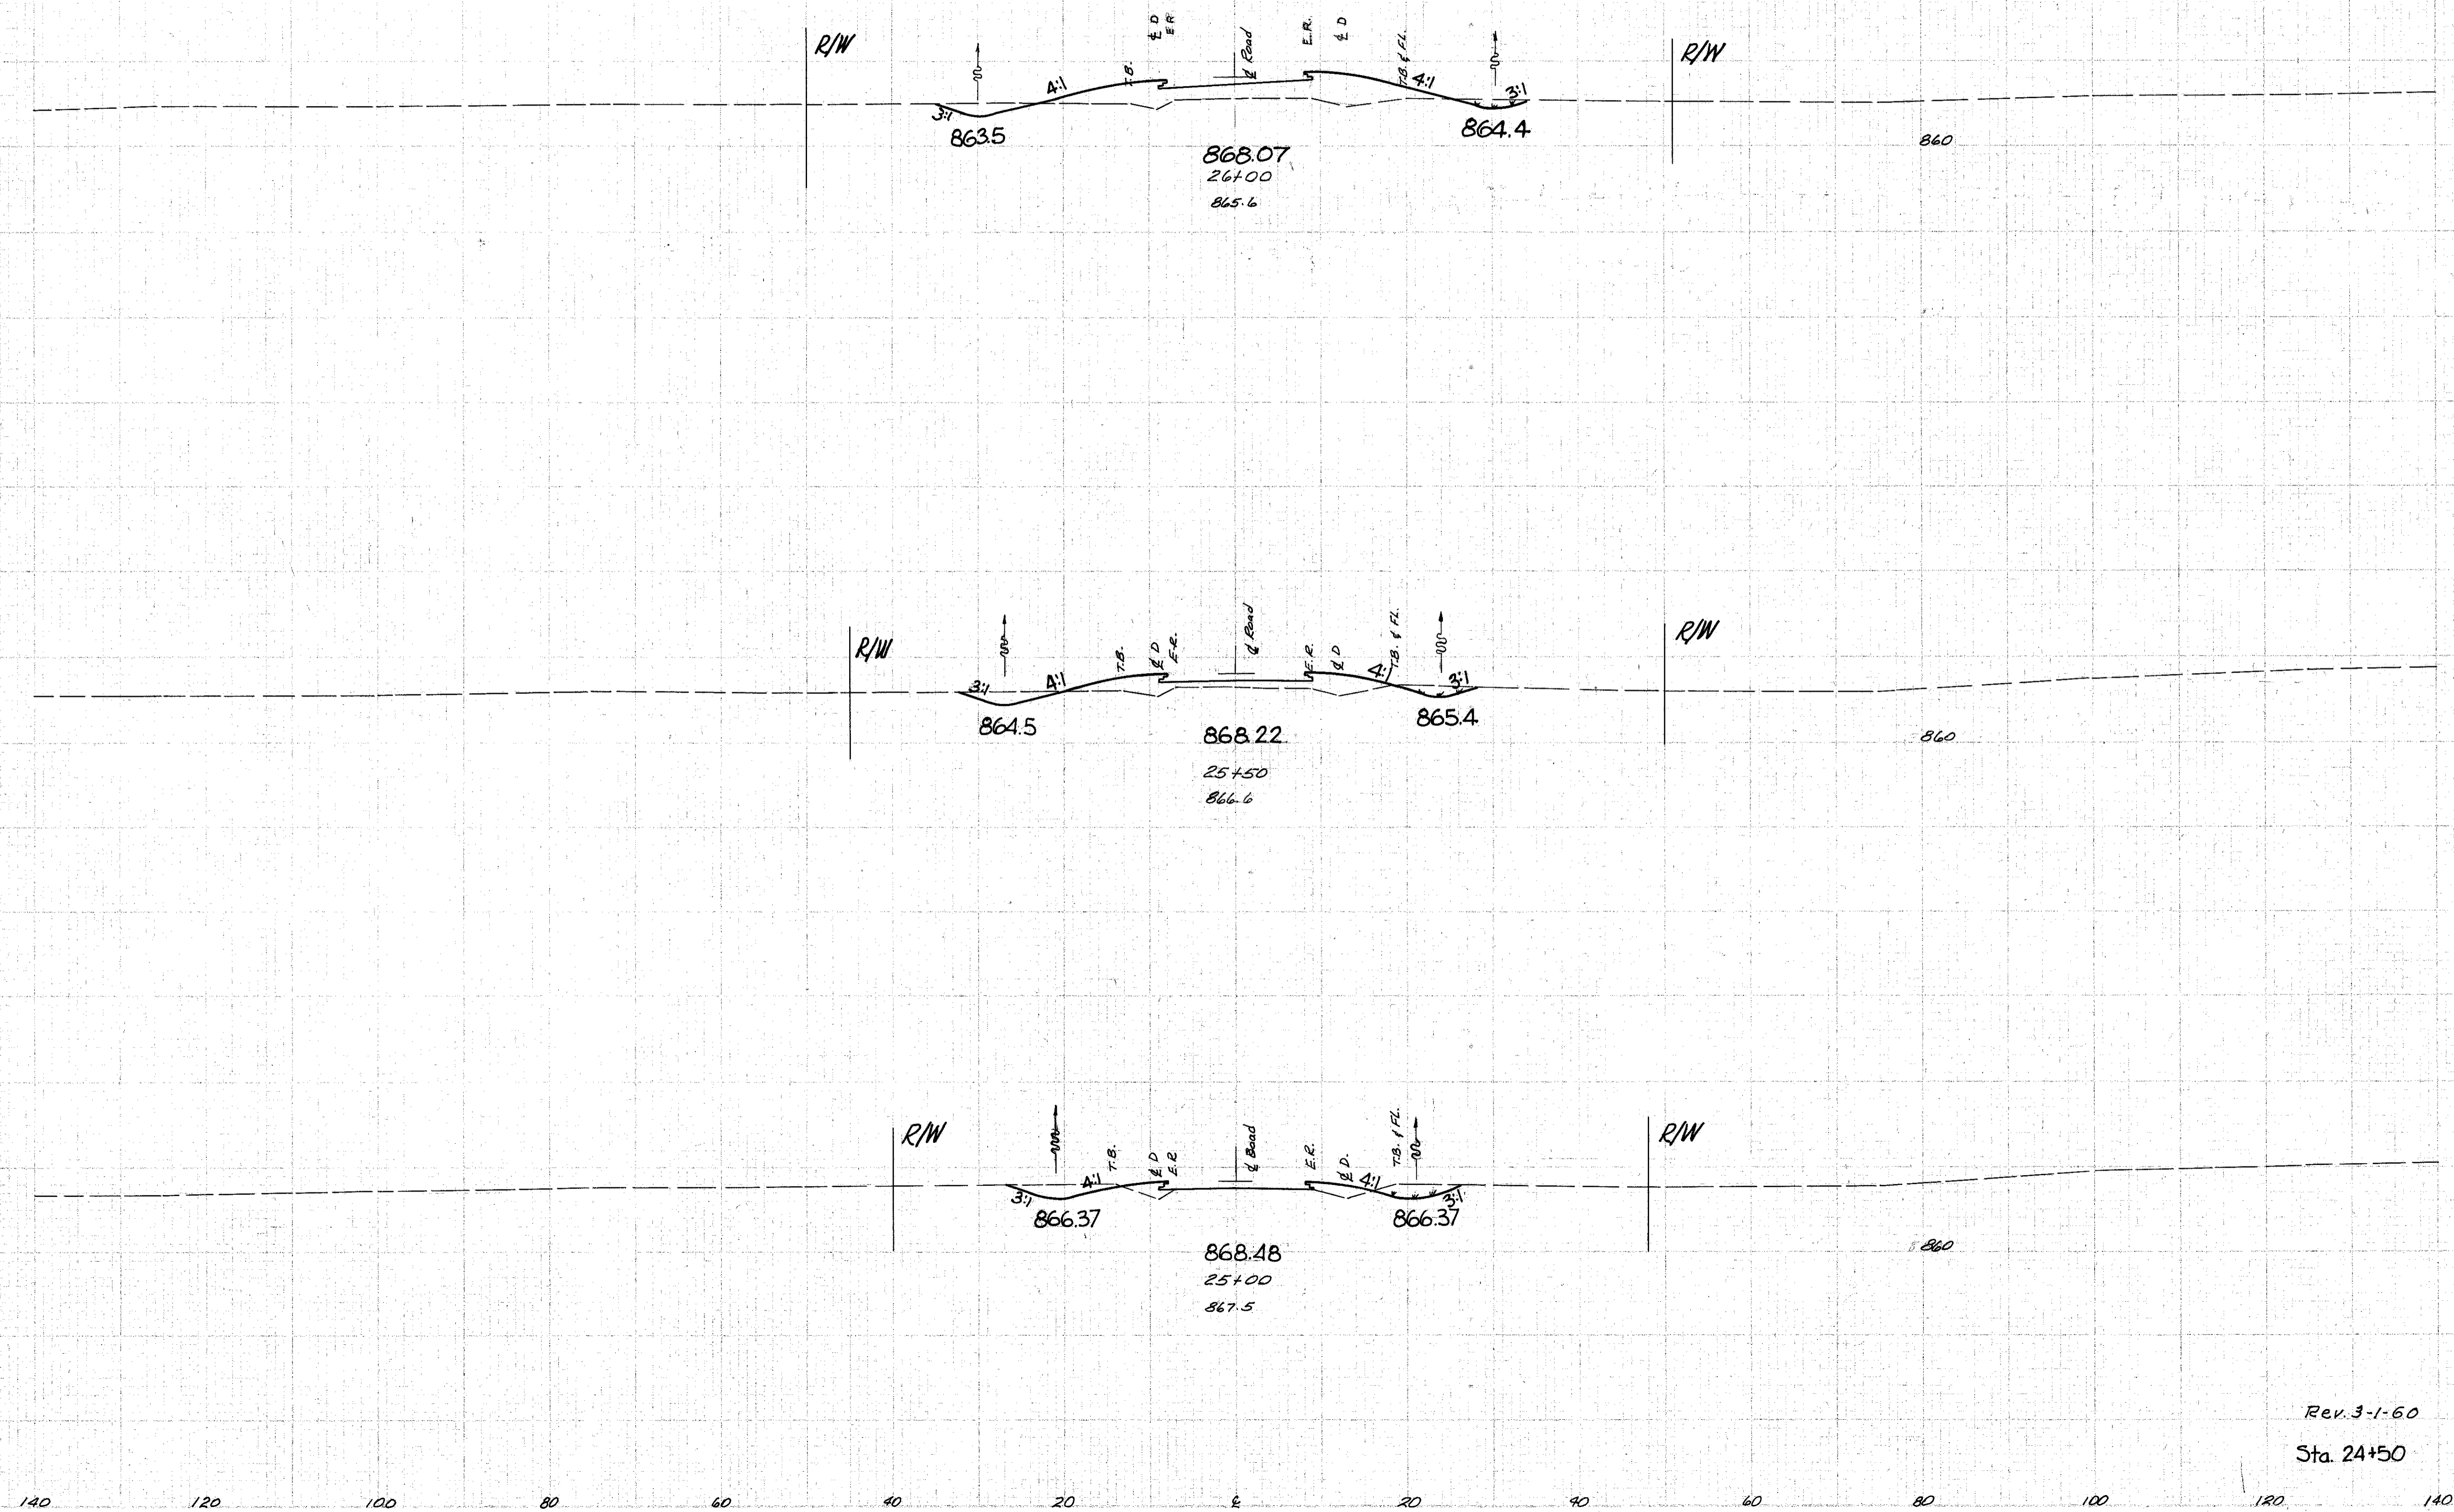 ℄ D
E.R
E.R.
℄ D
R/W
T.B.
℄ Road
T.B. & FL.
R/W
4:1
4:1
3:1
3:1
863.5
864.4
868.07
860
26+00
865.6
R/W
T.B.
℄ D
E.R.
℄ Road
E.R.
℄ D
T.B. & FL.
R/W
3:1
4:1
4:1
3:1
864.5
865.4
868.22
860
25+50
866.6
R/W
T.B.
℄ D
E.R.
℄ Road
E.R.
℄ D.
T.B. & FL.
R/W
3:1
4:1
4:1
3:1
866.37
866.37
868.48
860
25+00
867.5
Rev. 3-1-60
Sta. 24+50
140 120 100 80 60 40 20 ℄ 20 40 60 80 100 120 140